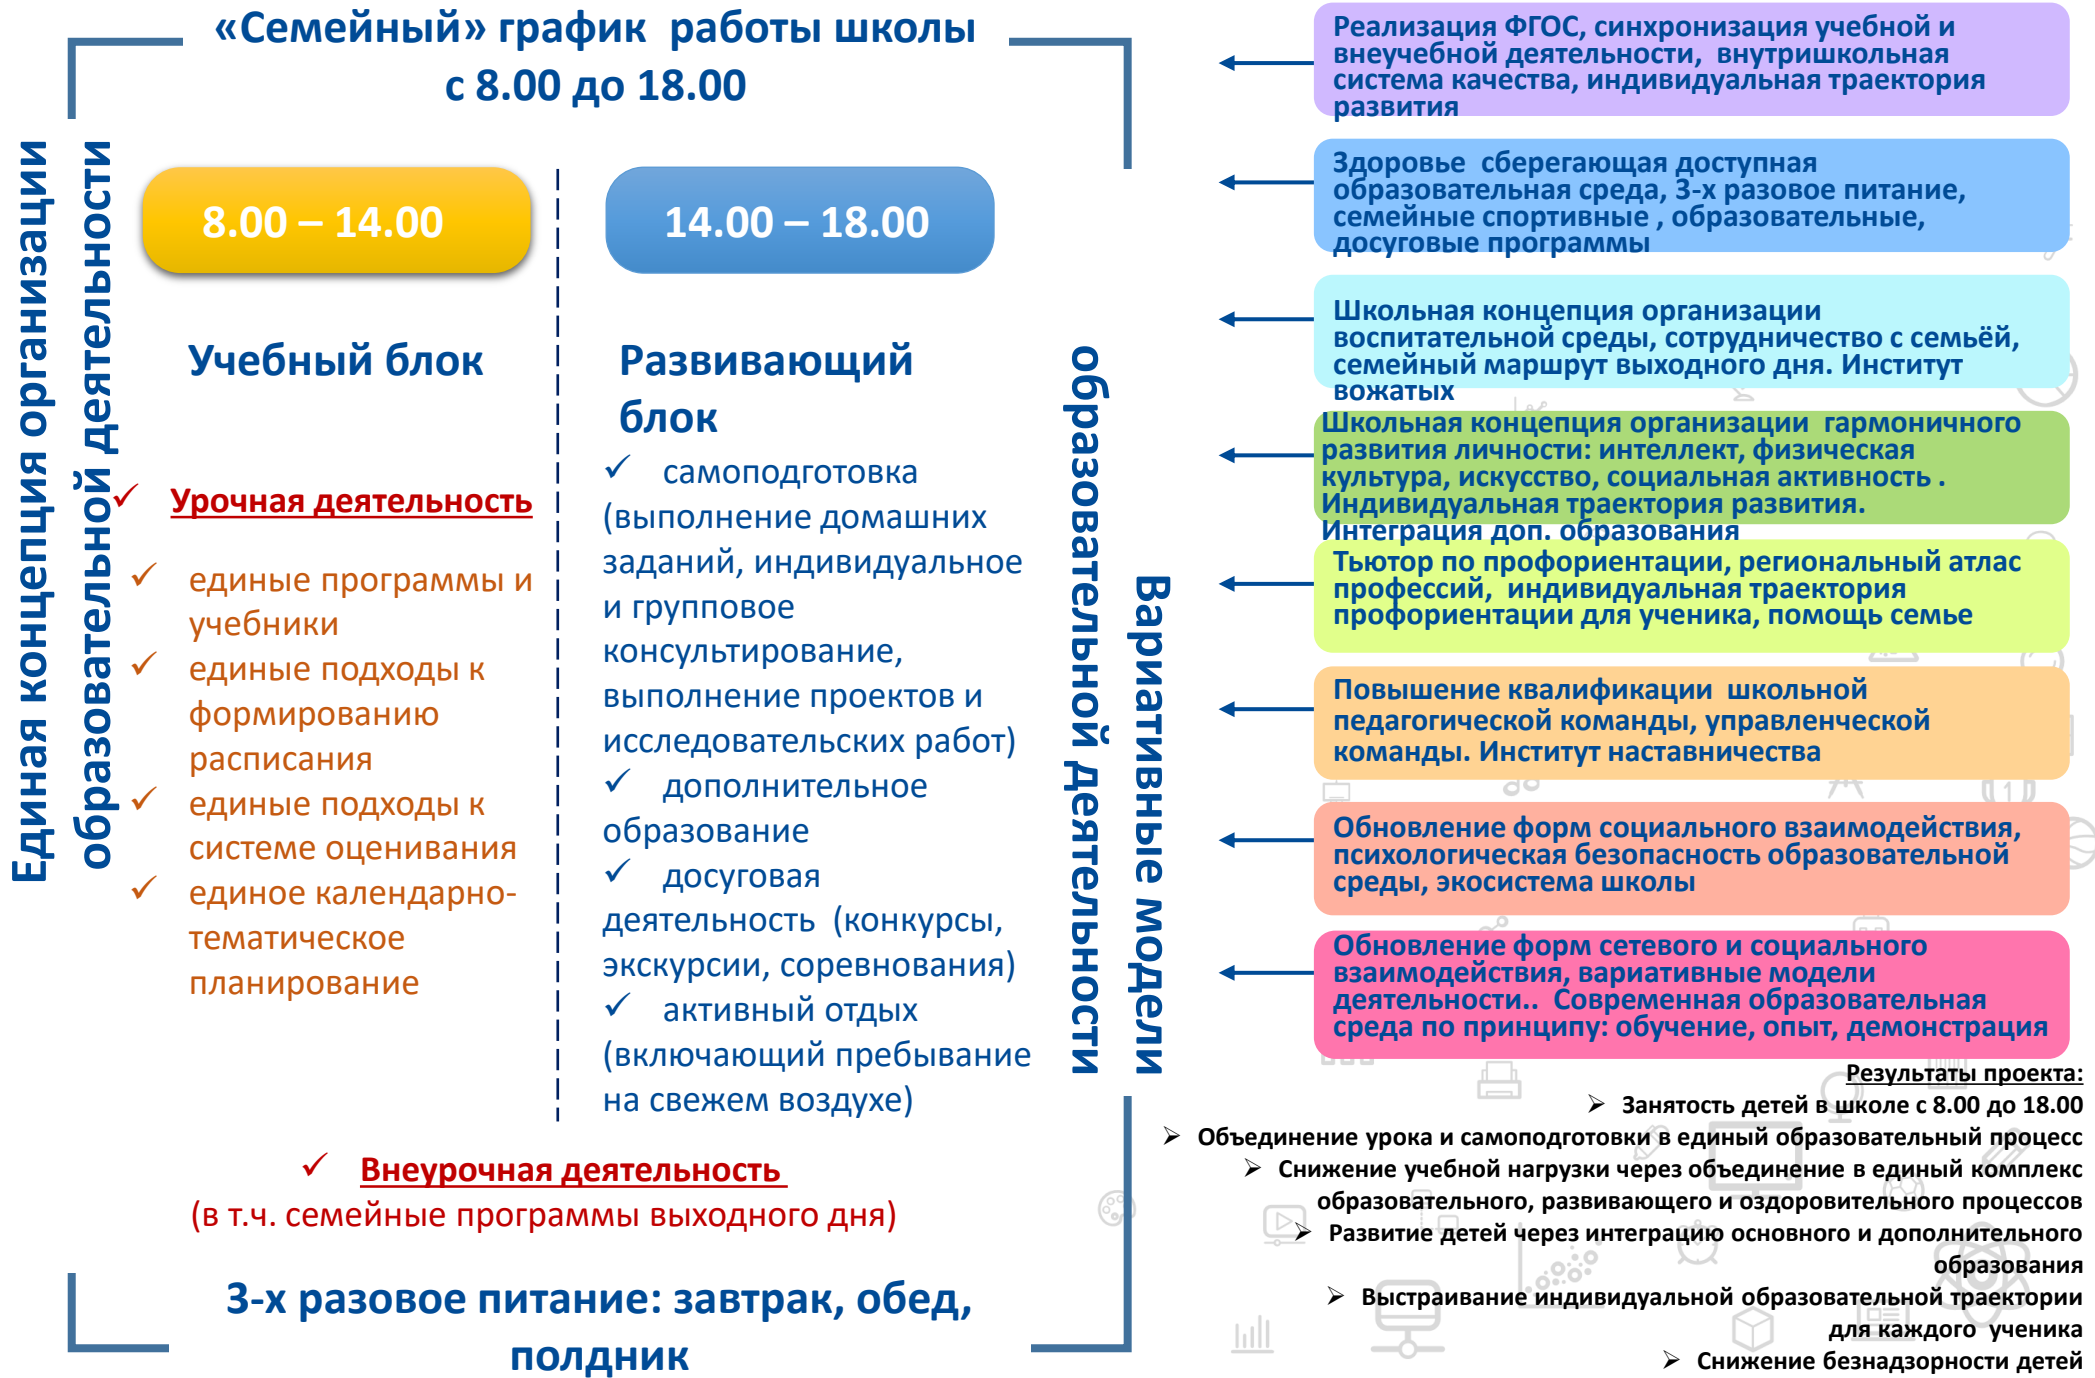 «Семейный» график работы школы
с 8.00 до 18.00
Единая концепция организации
образовательной деятельности
8.00 – 14.00
Учебный блок
✓ Урочная деятельность
✓ единые программы и
учебники
✓ единые подходы к
формированию
расписания
✓ единые подходы к
системе оценивания
✓ единое календарно-
тематическое
планирование
14.00 – 18.00
Развивающий
блок
✓ самоподготовка
(выполнение домашних
заданий, индивидуальное
и групповое
консультирование,
выполнение проектов и
исследовательских работ)
✓ дополнительное
образование
✓ досуговая
деятельность (конкурсы,
экскурсии, соревнования)
✓ активный отдых
(включающий пребывание
на свежем воздухе)
✓ Внеурочная деятельность
(в т.ч. семейные программы выходного дня)
3-х разовое питание: завтрак, обед,
полдник
Вариативные модели
образовательной деятельности
Реализация ФГОС, синхронизация учебной и
внеучебной деятельности, внутришкольная
система качества, индивидуальная траектория
развития
Здоровье сберегающая доступная
образовательная среда, 3-х разовое питание,
семейные спортивные , образовательные,
досуговые программы
Школьная концепция организации
воспитательной среды, сотрудничество с семьёй,
семейный маршрут выходного дня. Институт
вожатых
Школьная концепция организации гармоничного
развития личности: интеллект, физическая
культура, искусство, социальная активность .
Индивидуальная траектория развития.
Интеграция доп. образования
Тьютор по профориентации, региональный атлас
профессий, индивидуальная траектория
профориентации для ученика, помощь семье
Повышение квалификации школьной
педагогической команды, управленческой
команды. Институт наставничества
Обновление форм социального взаимодействия,
психологическая безопасность образовательной
среды, экосистема школы
Обновление форм сетевого и социального
взаимодействия, вариативные модели
деятельности.. Современная образовательная
среда по принципу: обучение, опыт, демонстрация
Результаты проекта:
➢ Занятость детей в школе с 8.00 до 18.00
➢ Объединение урока и самоподготовки в единый образовательный процесс
➢ Снижение учебной нагрузки через объединение в единый комплекс
образовательного, развивающего и оздоровительного процессов
➢ Развитие детей через интеграцию основного и дополнительного
образования
➢ Выстраивание индивидуальной образовательной траектории
для каждого ученика
➢ Снижение безнадзорности детей